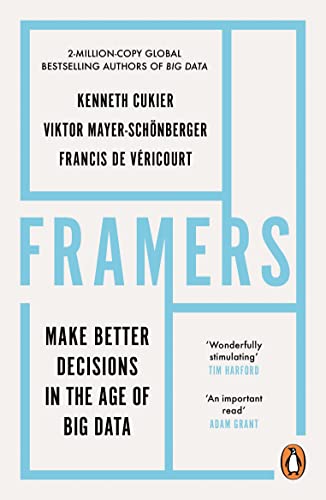 2-MILLION-COPY GLOBAL
BESTSELLING AUTHORS OF BIG DATA
KENNETH CUKIER
VIKTOR MAYER-SCHÖNBERGER
FRANCIS DE VÉRICOURT
FRAMERS
MAKE BETTER
DECISIONS
IN THE AGE OF
BIG DATA
‘Wonderfully
stimulating’
TIM HARFORD
‘An important
read’
ADAM GRANT